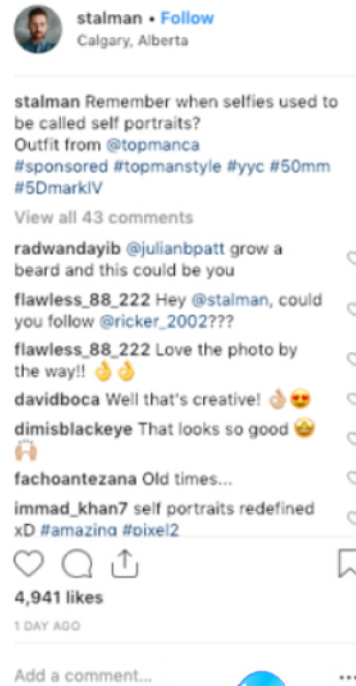 stalman • Follow
Calgary, Alberta
stalman Remember when selfies used to
be called self portraits?
Outfit from @topmanca
#sponsored #topmanstyle #yyc #50mm
#5DmarkIV
View all 43 comments
radwandayib @julianbpatt grow a
beard and this could be you
flawless_88_222 Hey @stalman, could
you follow @ricker_2002???
flawless_88_222 Love the photo by
the way!! 👌👌
davidboca Well that's creative! 👌🏼😍
dimisblackeye That looks so good 🤩
🙌🏼
fachoantezana Old times...
immad_khan7 self portraits redefined
xD #amazing #pixel2
4,941 likes
1 DAY AGO
Add a comment...